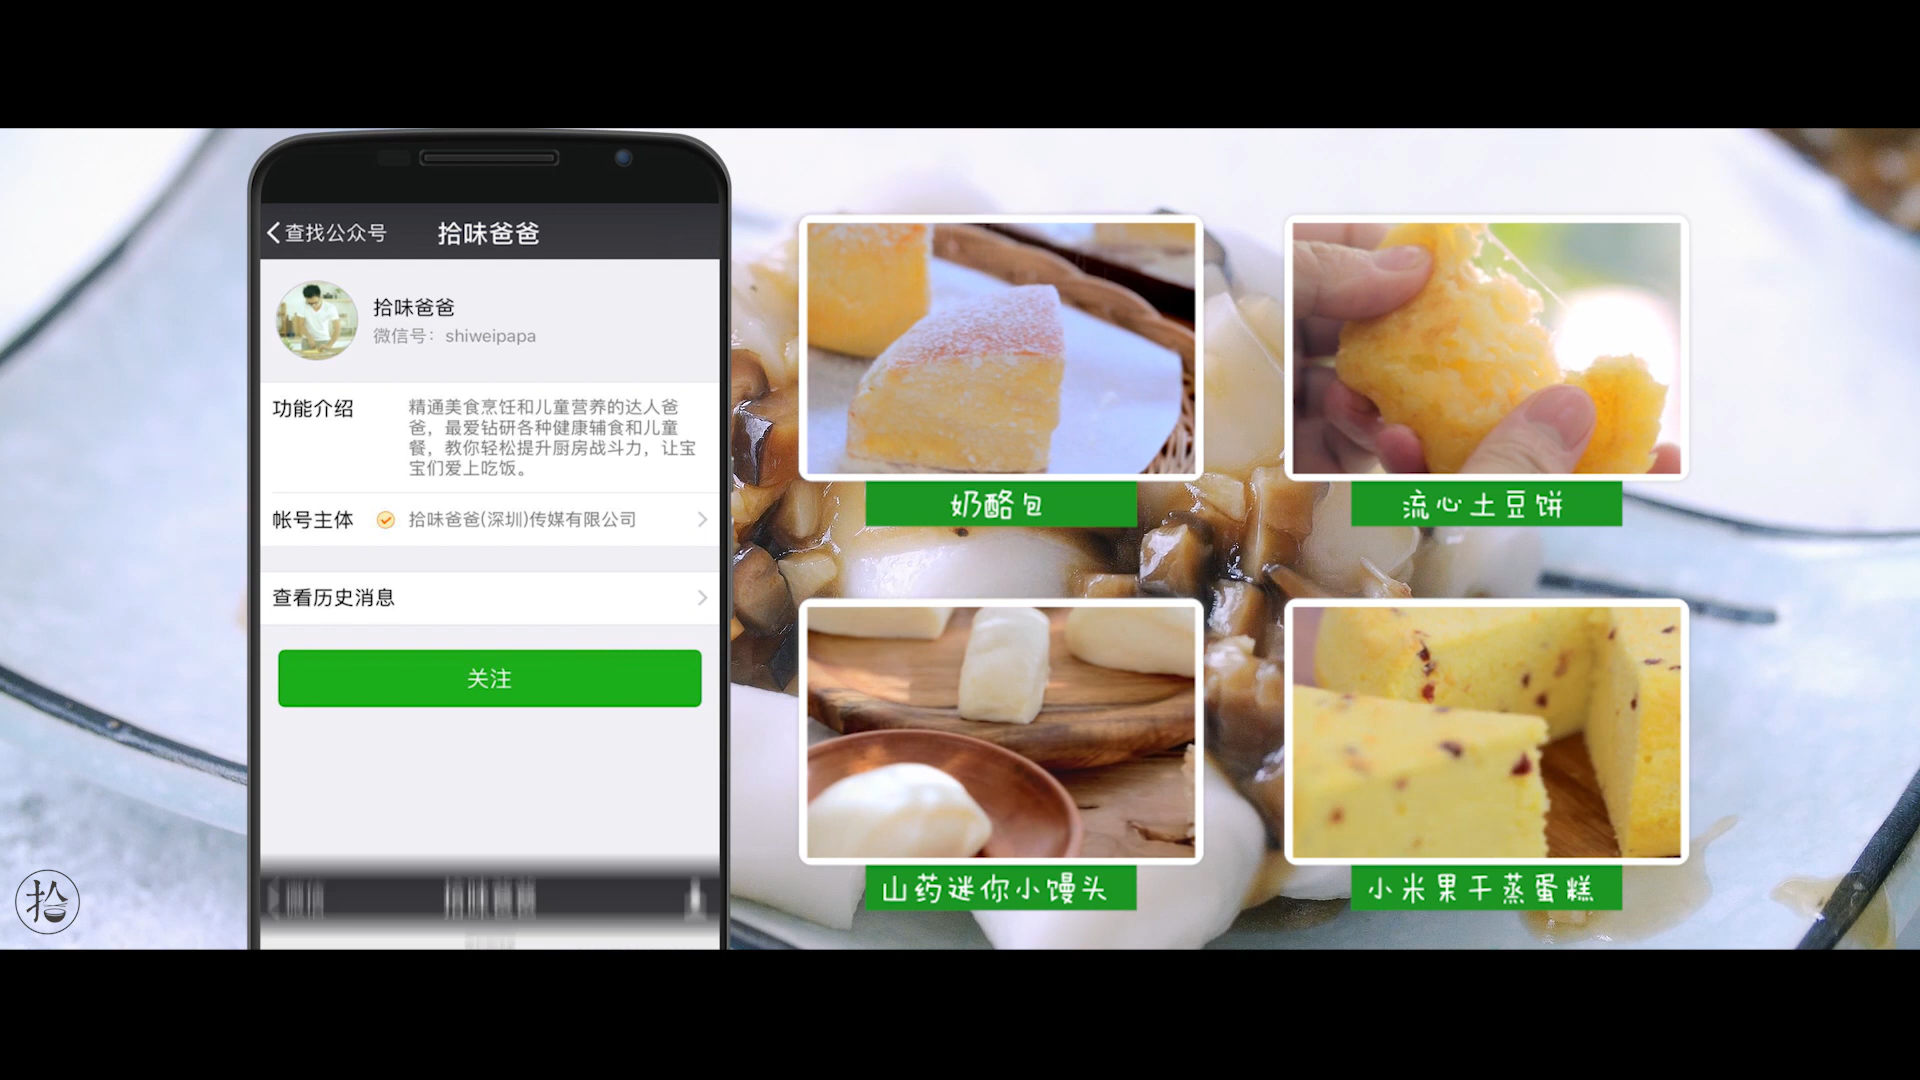 查找公众号
拾味爸爸
拾味爸爸
微信号：shiweipapa
功能介绍
精通美食烹饪和儿童营养的达人爸
爸，最爱钻研各种健康辅食和儿童
餐，教你轻松提升厨房战斗力，让宝
宝们爱上吃饭。
帐号主体
拾味爸爸(深圳)传媒有限公司
查看历史消息
关注
奶酪包
流心土豆饼
山药迷你小馒头
小米果干蒸蛋糕
拾